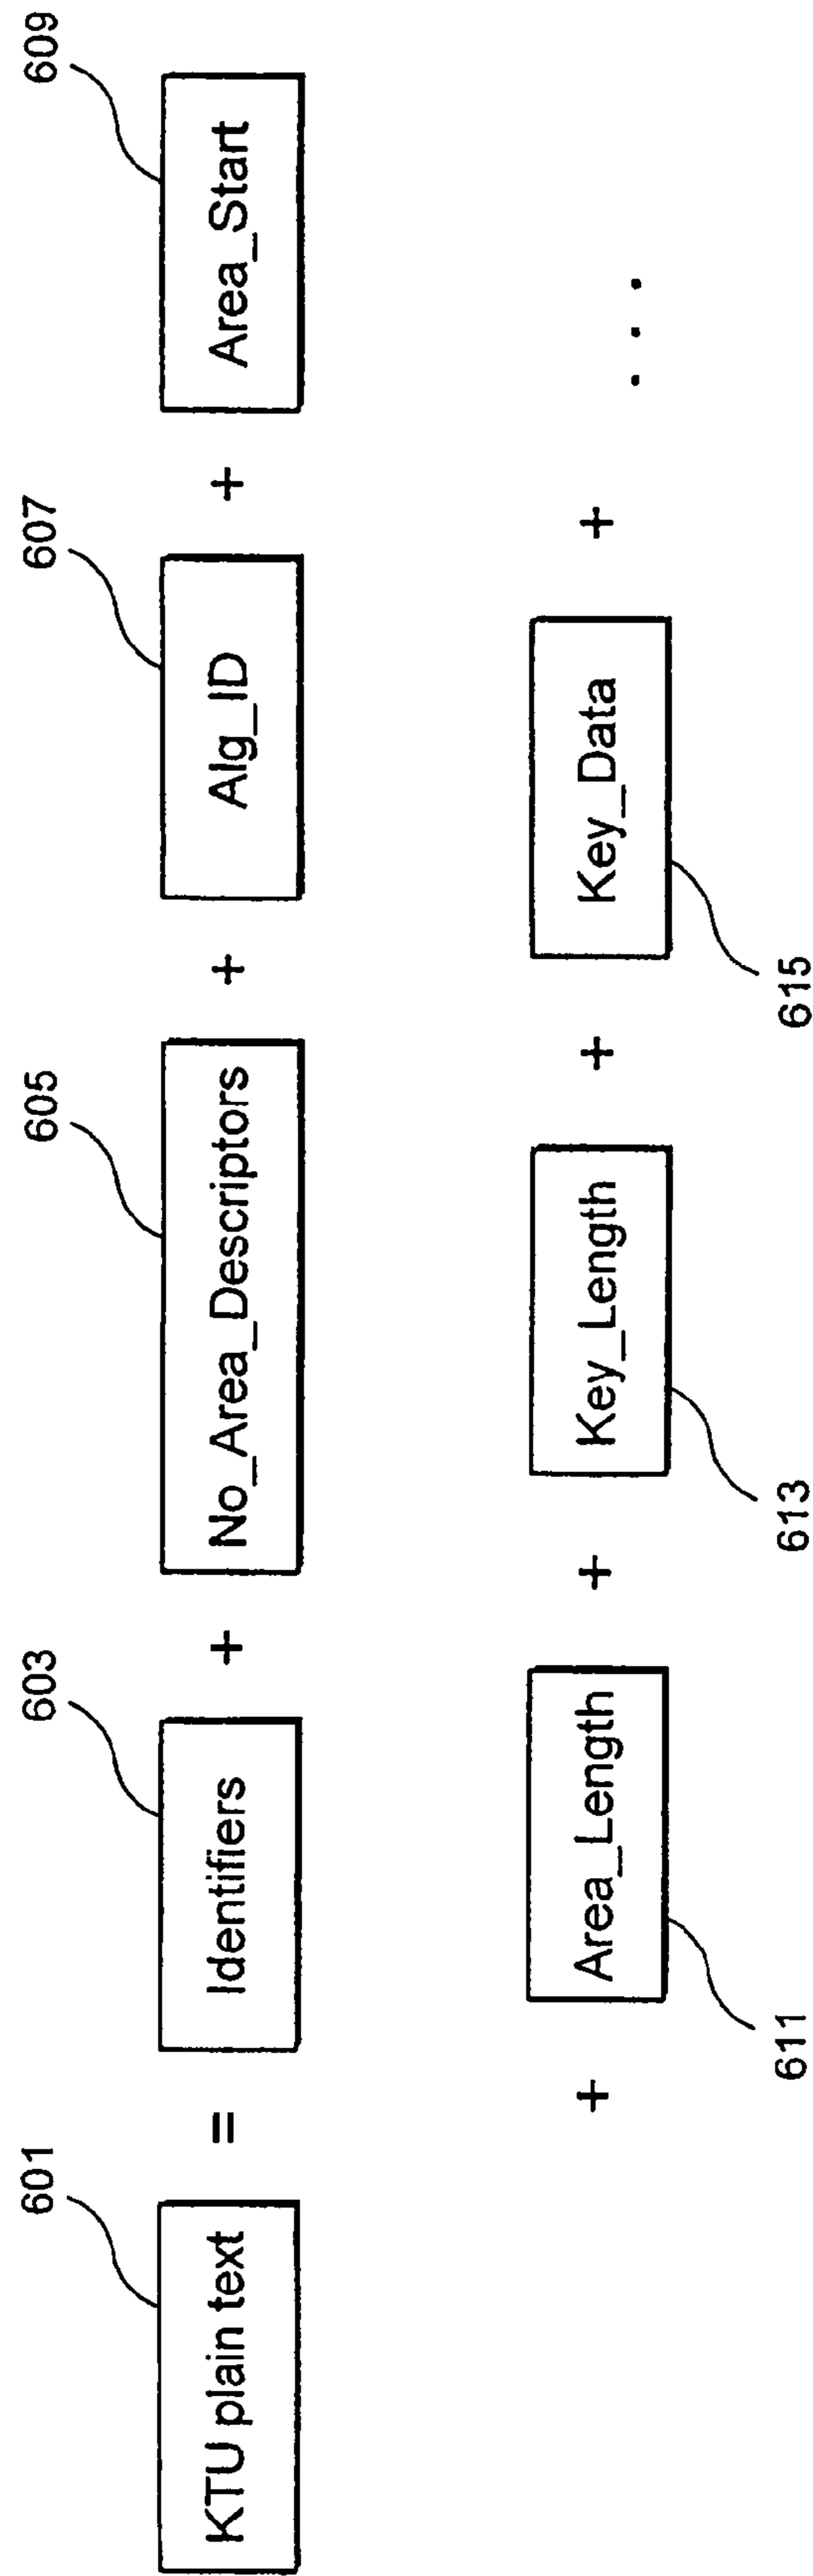 601 603 605 607 609
KTU plain text = Identifiers + No_Area_Descriptors + Alg_ID + Area_Start
+ Area_Length + Key_Length + Key_Data + ...
611 613 615